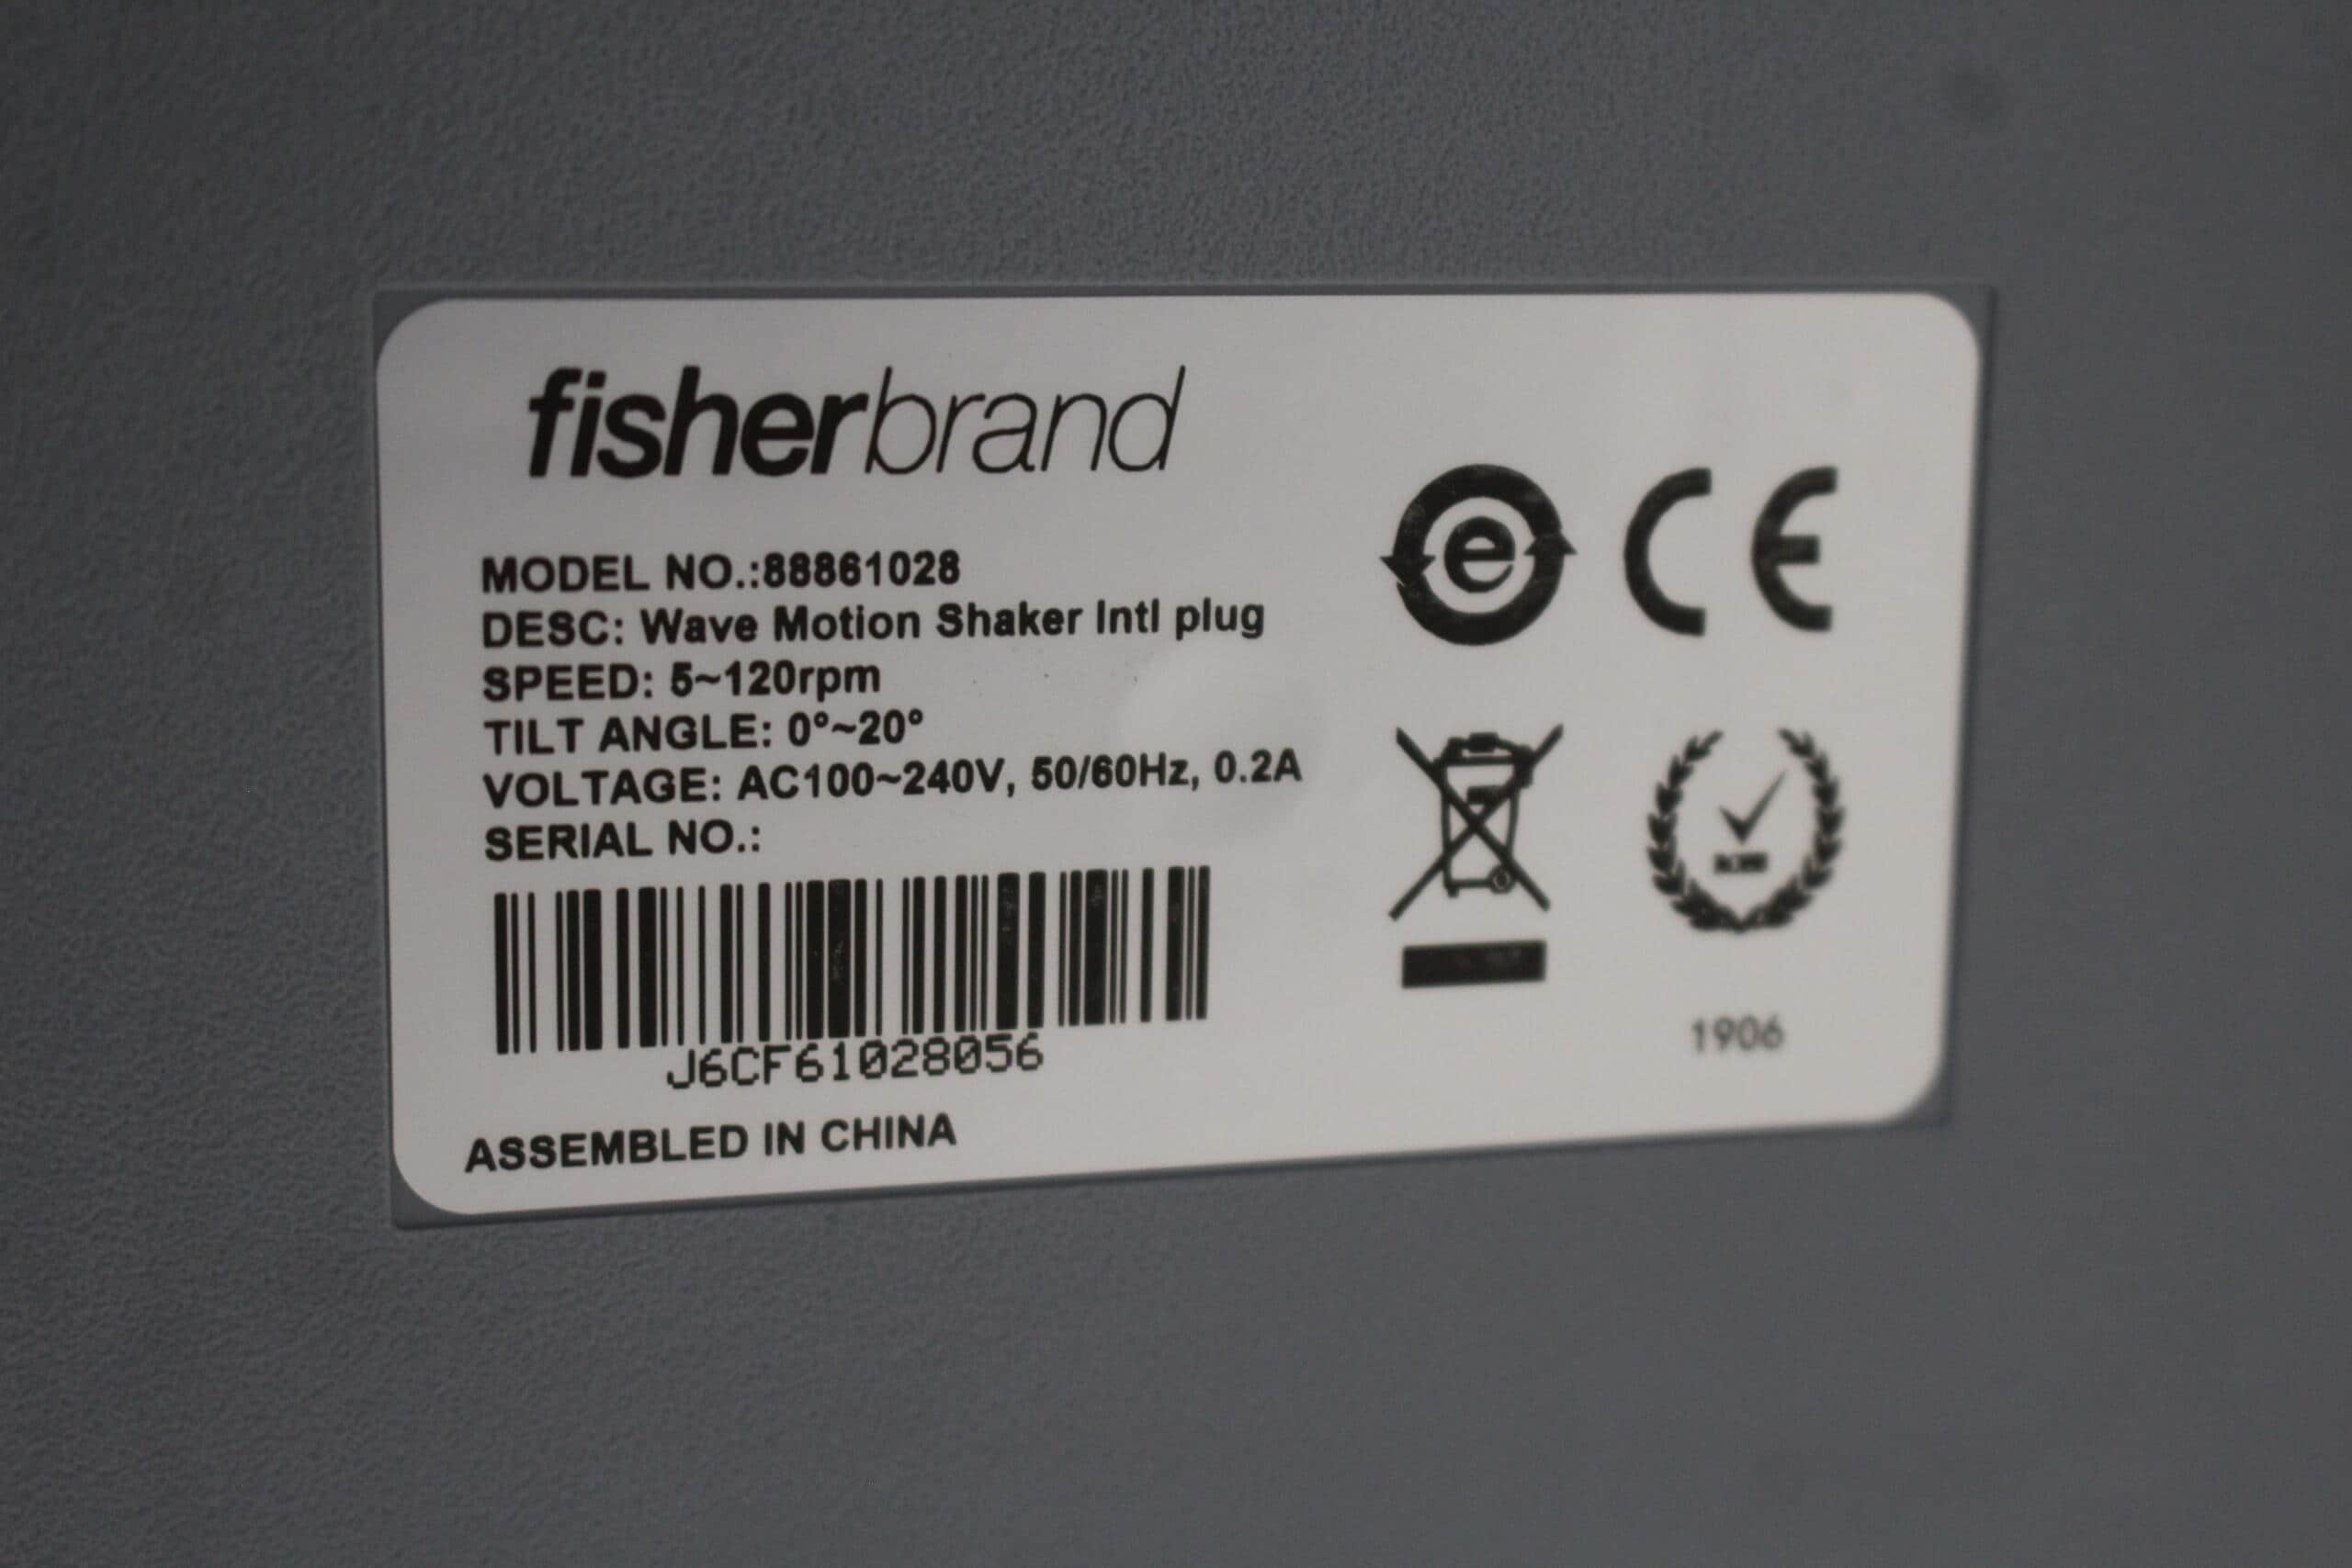 fisherbrand
MODEL NO.:88861028
DESC: Wave Motion Shaker Intl plug
SPEED: 5~120rpm
TILT ANGLE: 0°~20°
VOLTAGE: AC100~240V, 50/60Hz, 0.2A
SERIAL NO.:
J6CF61028056
ASSEMBLED IN CHINA
e CE
1906